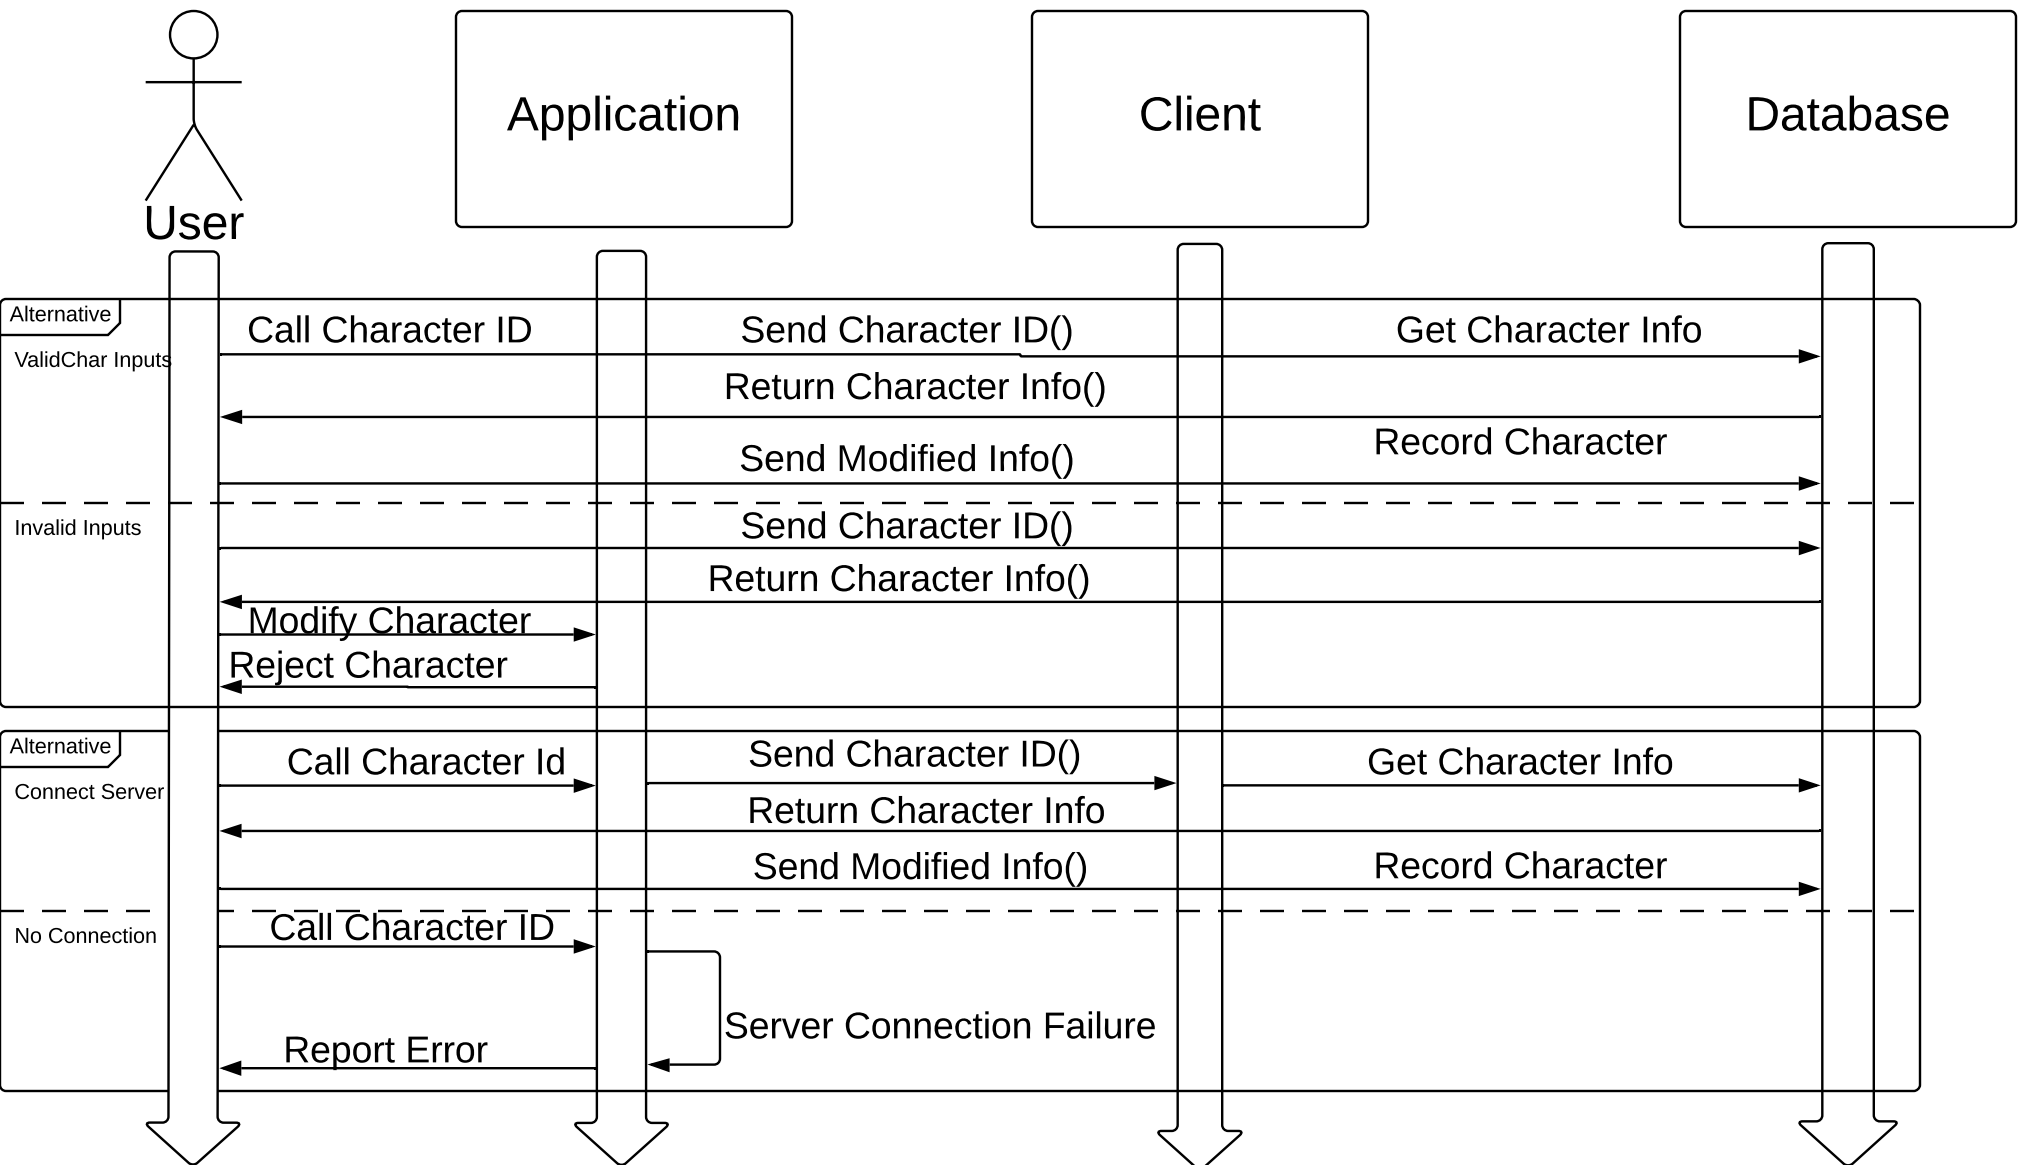 Application
Client
Database
User
Alternative
Call Character ID
Send Character ID()
Get Character Info
ValidChar Inputs
Return Character Info()
Record Character
Send Modified Info()
Invalid Inputs
Send Character ID()
Return Character Info()
Modify Character
Reject Character
Alternative
Call Character Id
Send Character ID()
Get Character Info
Connect Server
Return Character Info
Send Modified Info()
Record Character
Call Character ID
No Connection
Server Connection Failure
Report Error